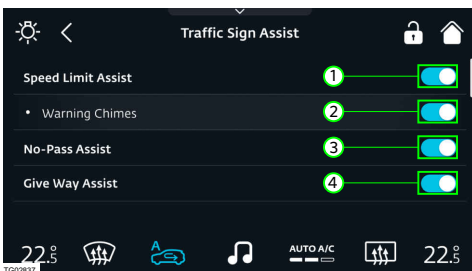 Traffic Sign Assist
Speed Limit Assist 1
• Warning Chimes 2
No-Pass Assist 3
Give Way Assist 4
22.5 A AUTO A/C 22.5
TG02837